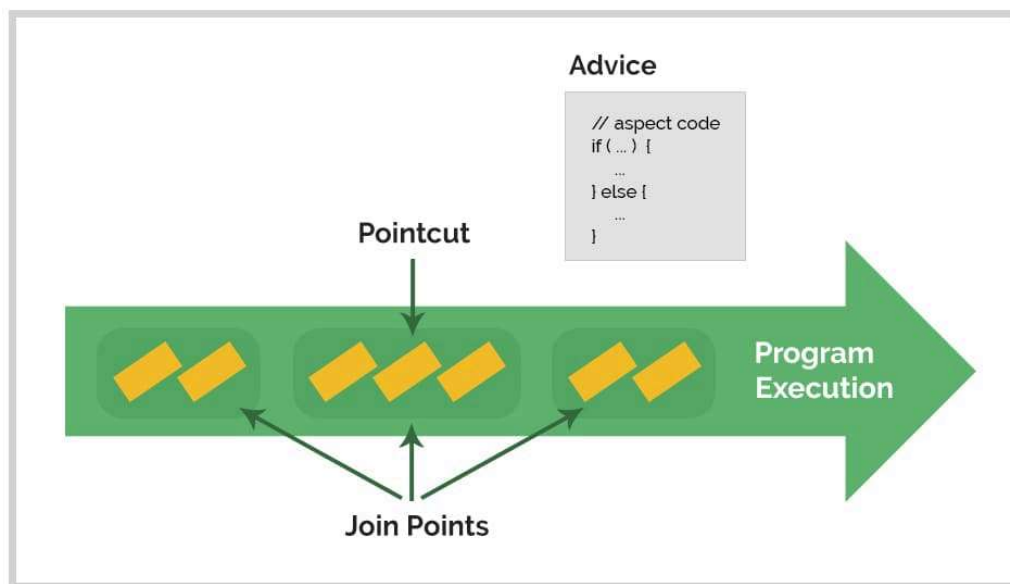 Advice
// aspect code
if ( ... ) {
...
} else {
...
}
Pointcut
Program
Execution
Join Points